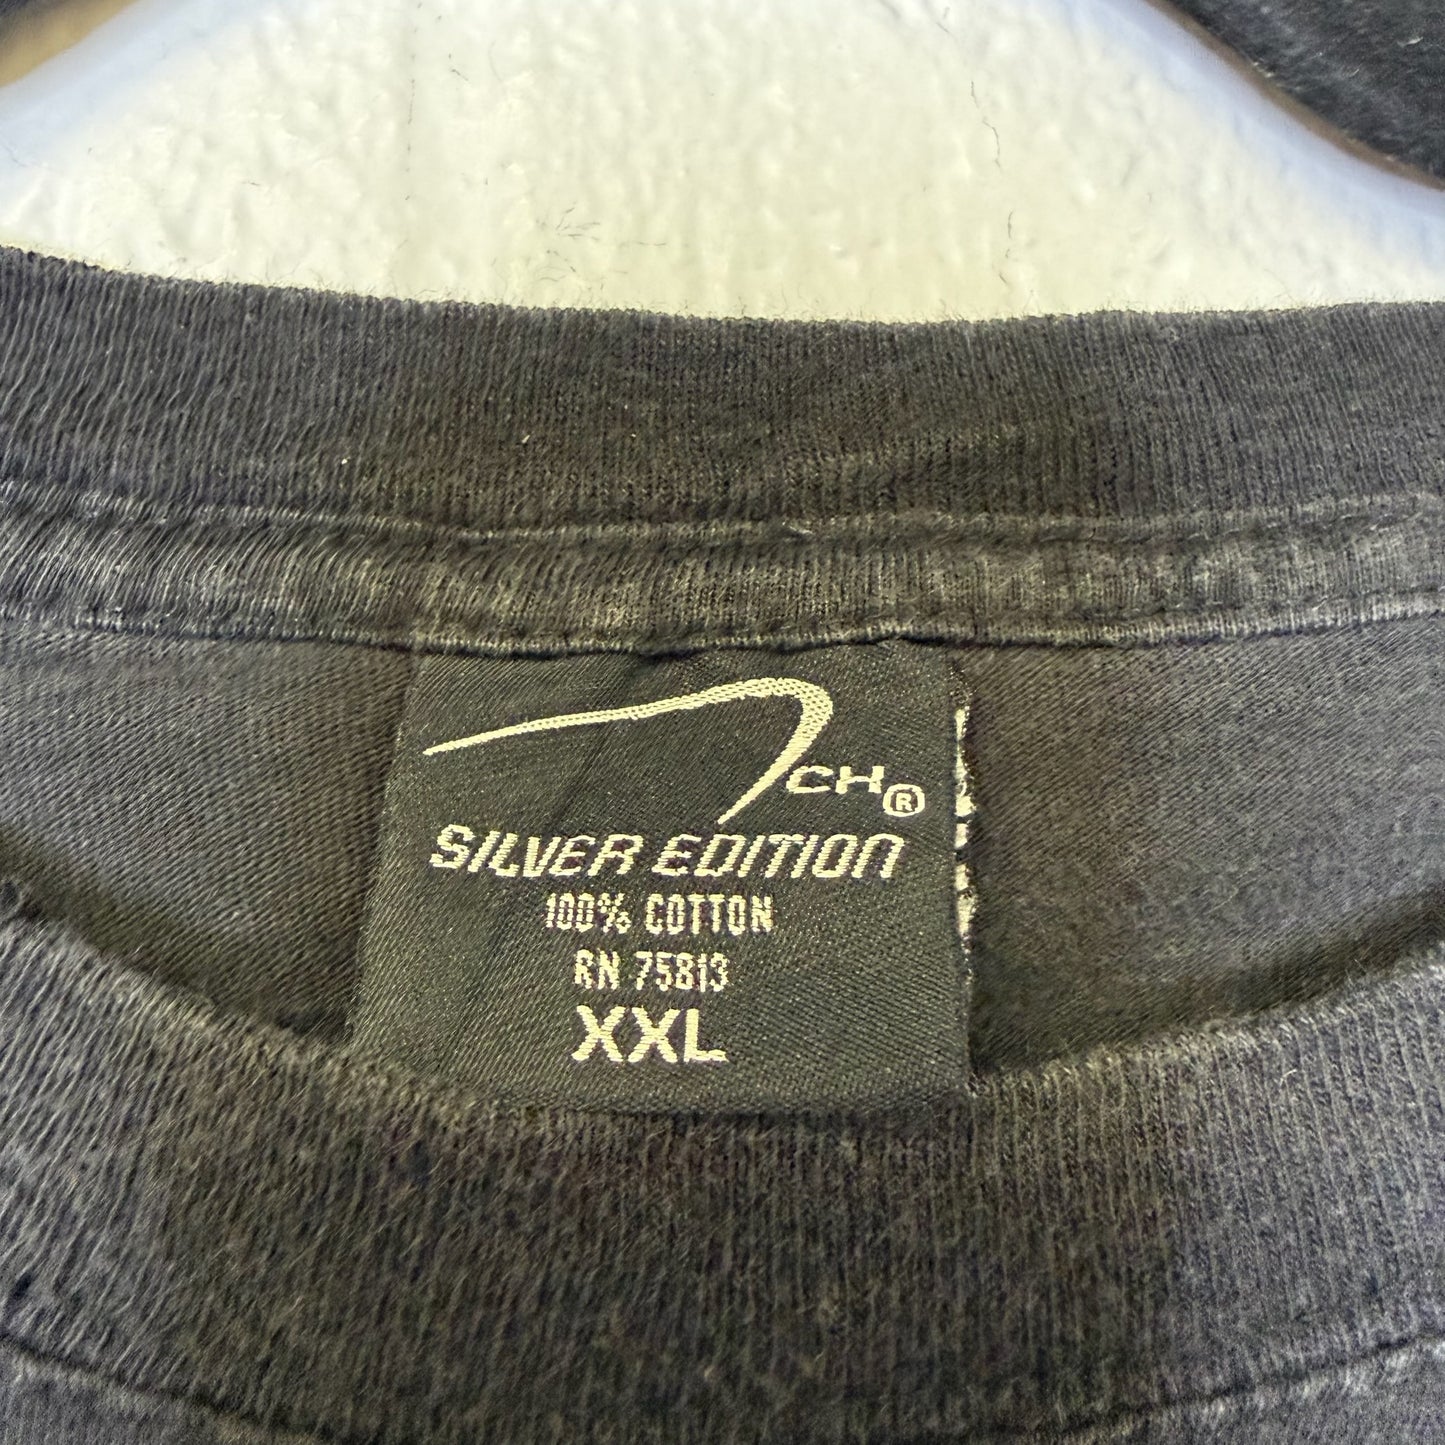 CH®
SILVER EDITION
100% COTTON
RN 75813
XXL